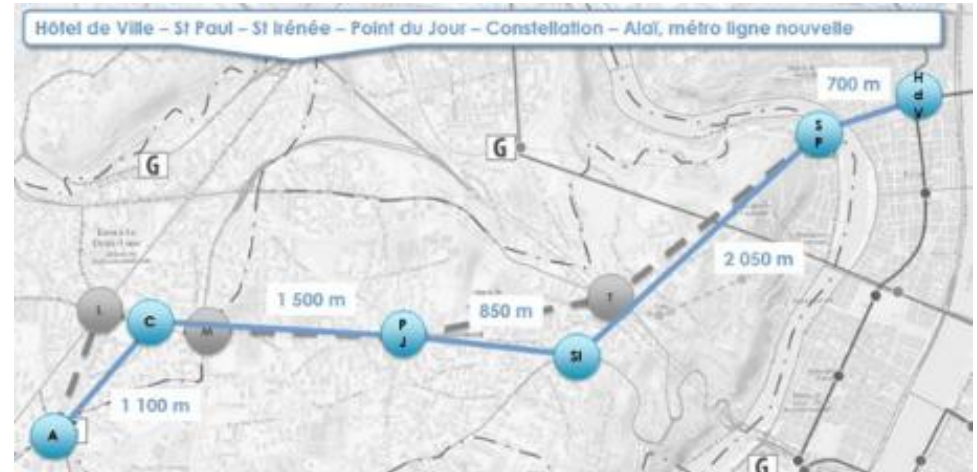 Hôtel de Ville – St Paul – St Irénée – Point du Jour – Constellation – Alaï, métro ligne nouvelle
700 m
H
d
V
S
P
G
G
2 050 m
T
1 500 m
850 m
C
M
P
J
SI
1 100 m
A
G